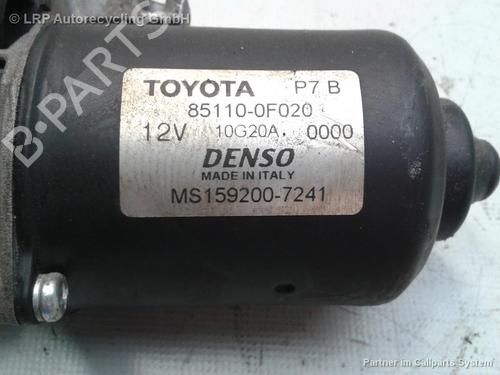 © LRP Autorecycling GmbH
TOYOTA P7 B
85110-0F020
12V 10G20A. 0000
DENSO
MADE IN ITALY
MS159200-7241
B-Parts
Partner im Callparts System